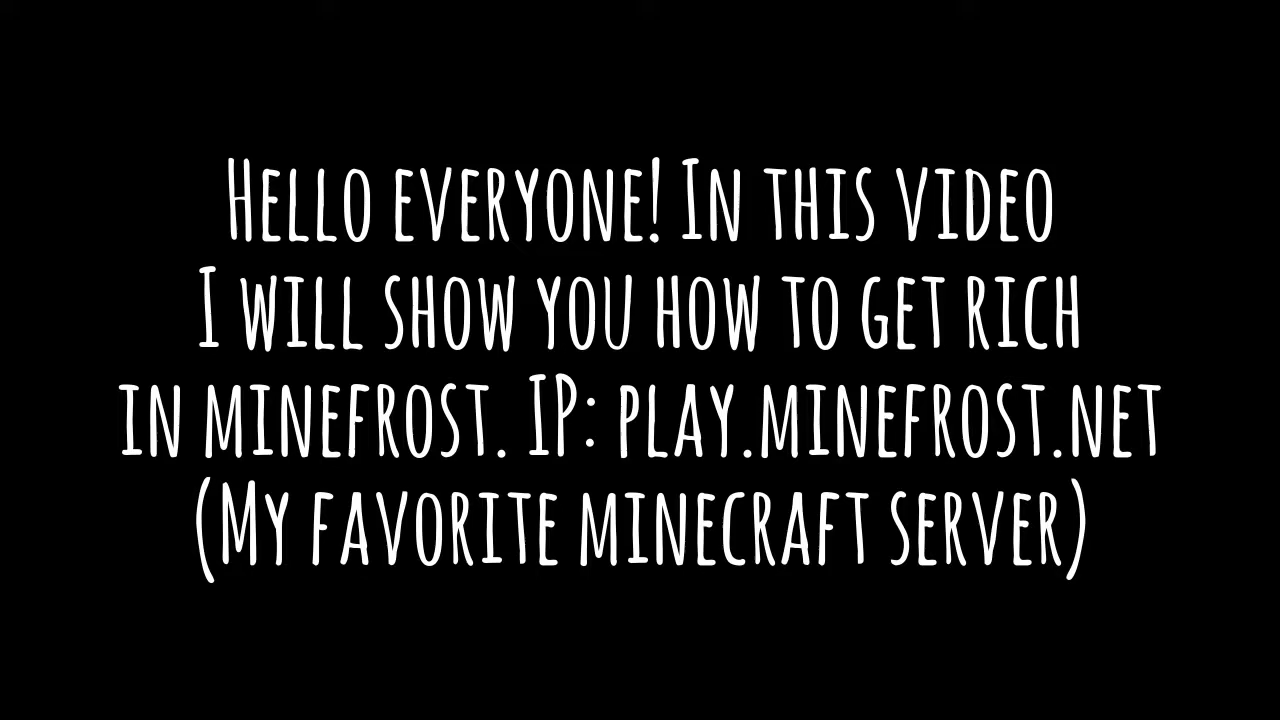 Hello everyone! In this video
I will show you how to get rich
in minefrost. IP: play.minefrost.net
(My favorite minecraft server)